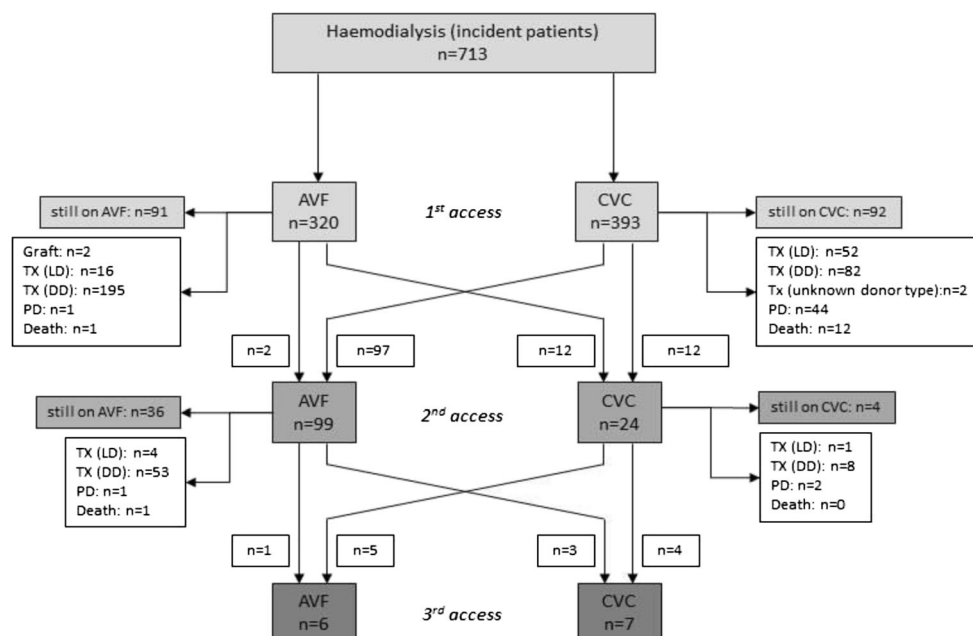 Haemodialysis (incident patients)
n=713
still on AVF: n=91
AVF
n=320
1st access
CVC
n=393
still on CVC: n=92
Graft: n=2
TX (LD): n=16
TX (DD): n=195
PD: n=1
Death: n=1
TX (LD): n=52
TX (DD): n=82
Tx (unknown donor type):n=2
PD: n=44
Death: n=12
n=2
n=97
n=12
n=12
still on AVF: n=36
AVF
n=99
2nd access
CVC
n=24
still on CVC: n=4
TX (LD): n=4
TX (DD): n=53
PD: n=1
Death: n=1
TX (LD): n=1
TX (DD): n=8
PD: n=2
Death: n=0
n=1
n=5
n=3
n=4
AVF
n=6
3rd access
CVC
n=7